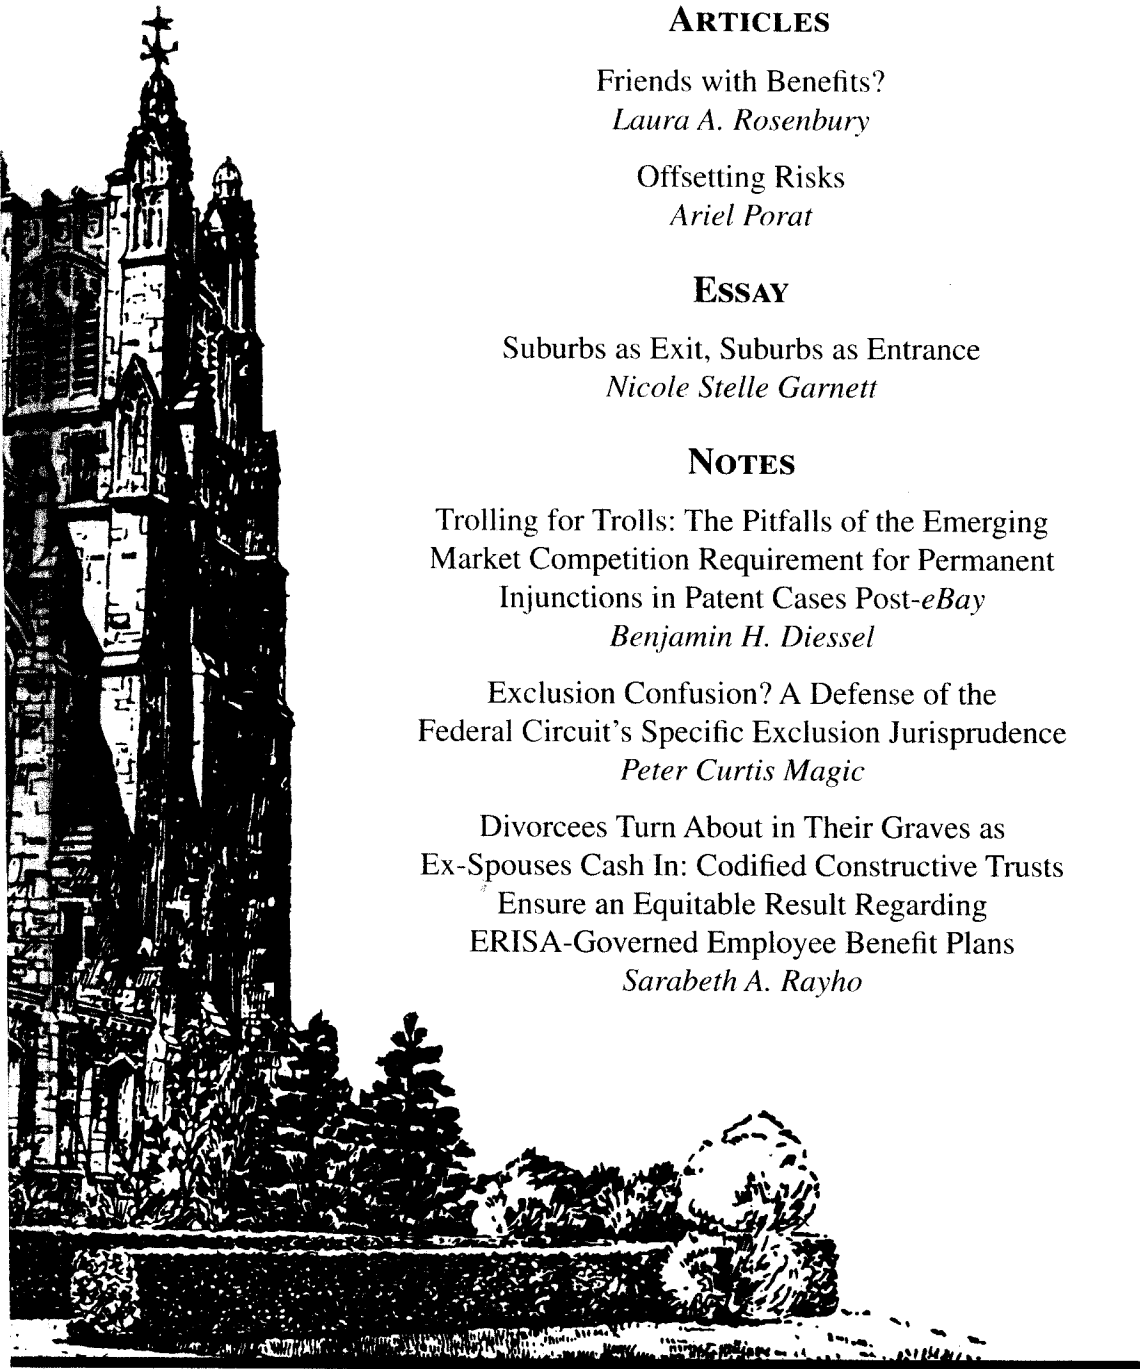 ARTICLES
Friends with Benefits?
Laura A. Rosenbury
Offsetting Risks
Ariel Porat
ESSAY
Suburbs as Exit, Suburbs as Entrance
Nicole Stelle Garnett
NOTES
Trolling for Trolls: The Pitfalls of the Emerging
Market Competition Requirement for Permanent
Injunctions in Patent Cases Post-eBay
Benjamin H. Diessel
Exclusion Confusion? A Defense of the
Federal Circuit's Specific Exclusion Jurisprudence
Peter Curtis Magic
Divorcees Turn About in Their Graves as
Ex-Spouses Cash In: Codified Constructive Trusts
Ensure an Equitable Result Regarding
ERISA-Governed Employee Benefit Plans
Sarabeth A. Rayho